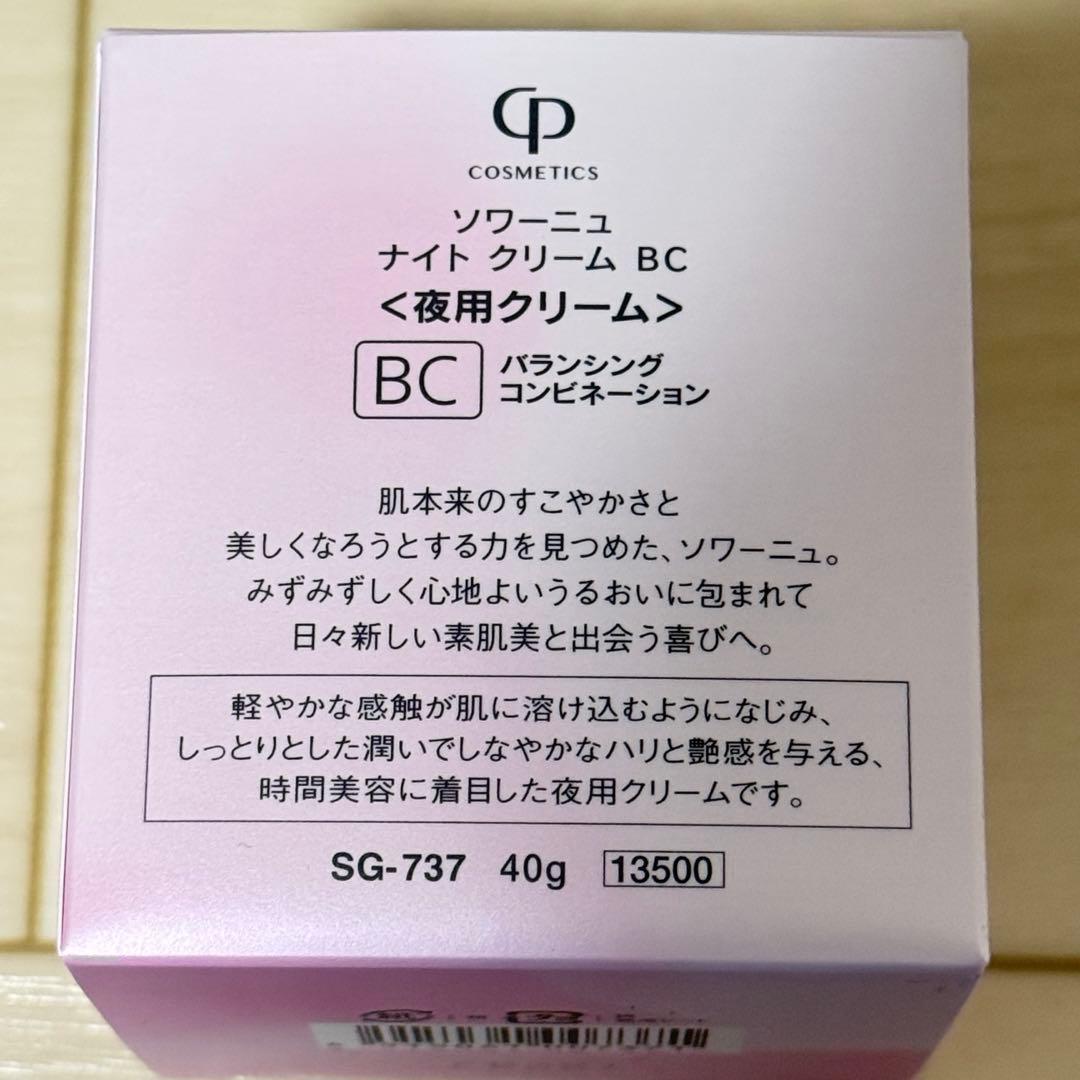 Cp
COSMETICS
ソワーニュ
ナイト クリーム BC
<夜用クリーム>
BC バランシング
コンビネーション
肌本来のすこやかさと
美しくなろうとする力を見つめた、ソワーニュ。
みずみずしく心地よいうるおいに包まれて
日々新しい素肌美と出会う喜びへ。
軽やかな感触が肌に溶け込むようになじみ、
しっとりとした潤いでしなやかなハリと艶感を与える、
時間美容に着目した夜用クリームです。
SG-737 40g 13500